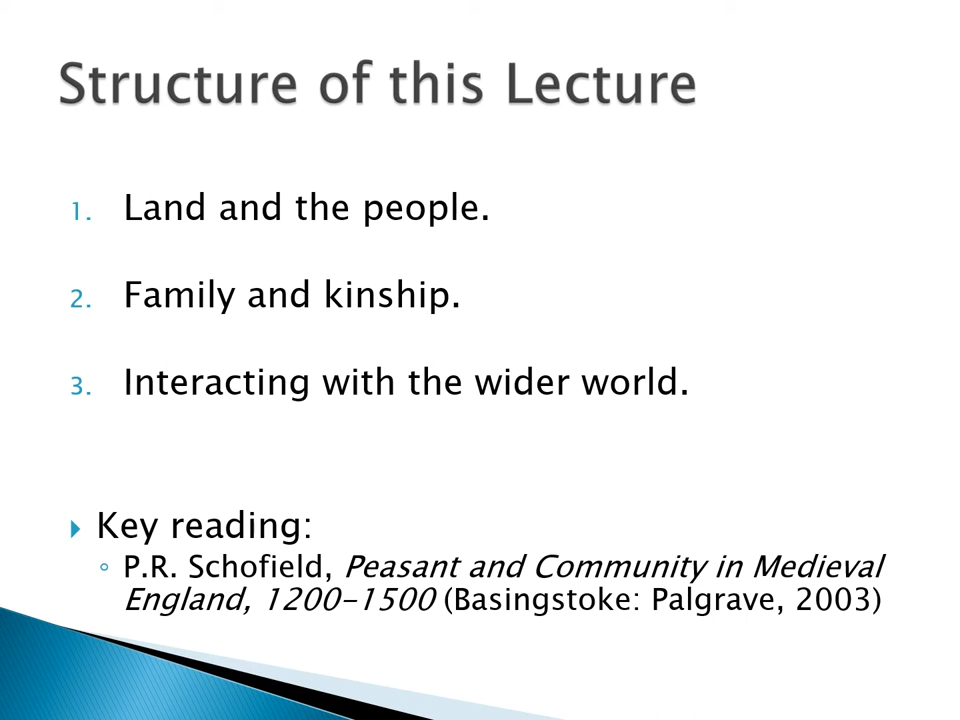 Structure of this Lecture
1. Land and the people.
2. Family and kinship.
3. Interacting with the wider world.
Key reading:
P.R. Schofield, Peasant and Community in Medieval
England, 1200-1500 (Basingstoke: Palgrave, 2003)